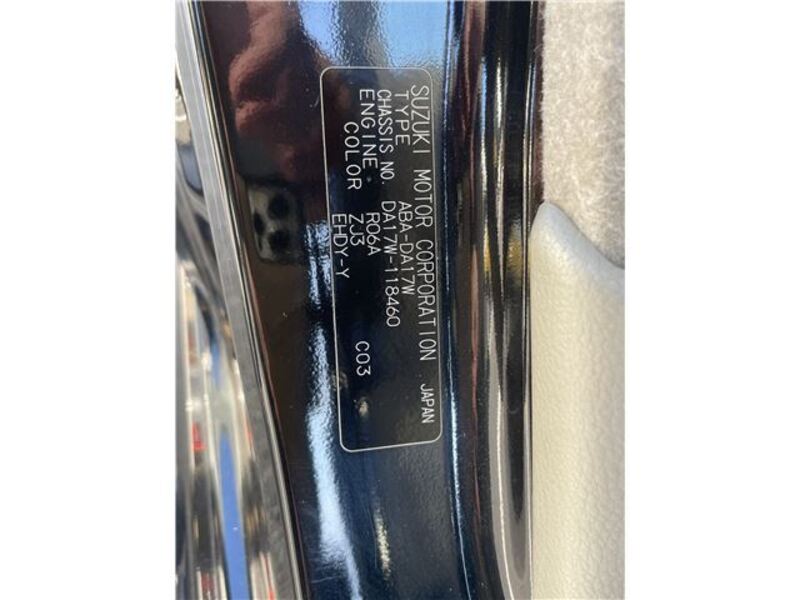 SUZUKI MOTOR CORPORATION JAPAN
TYPE ABA-DA17W
CHASSIS NO. DA17W-118460
ENGINE R06A
COLOR ZJ3 C03
EHDY-Y